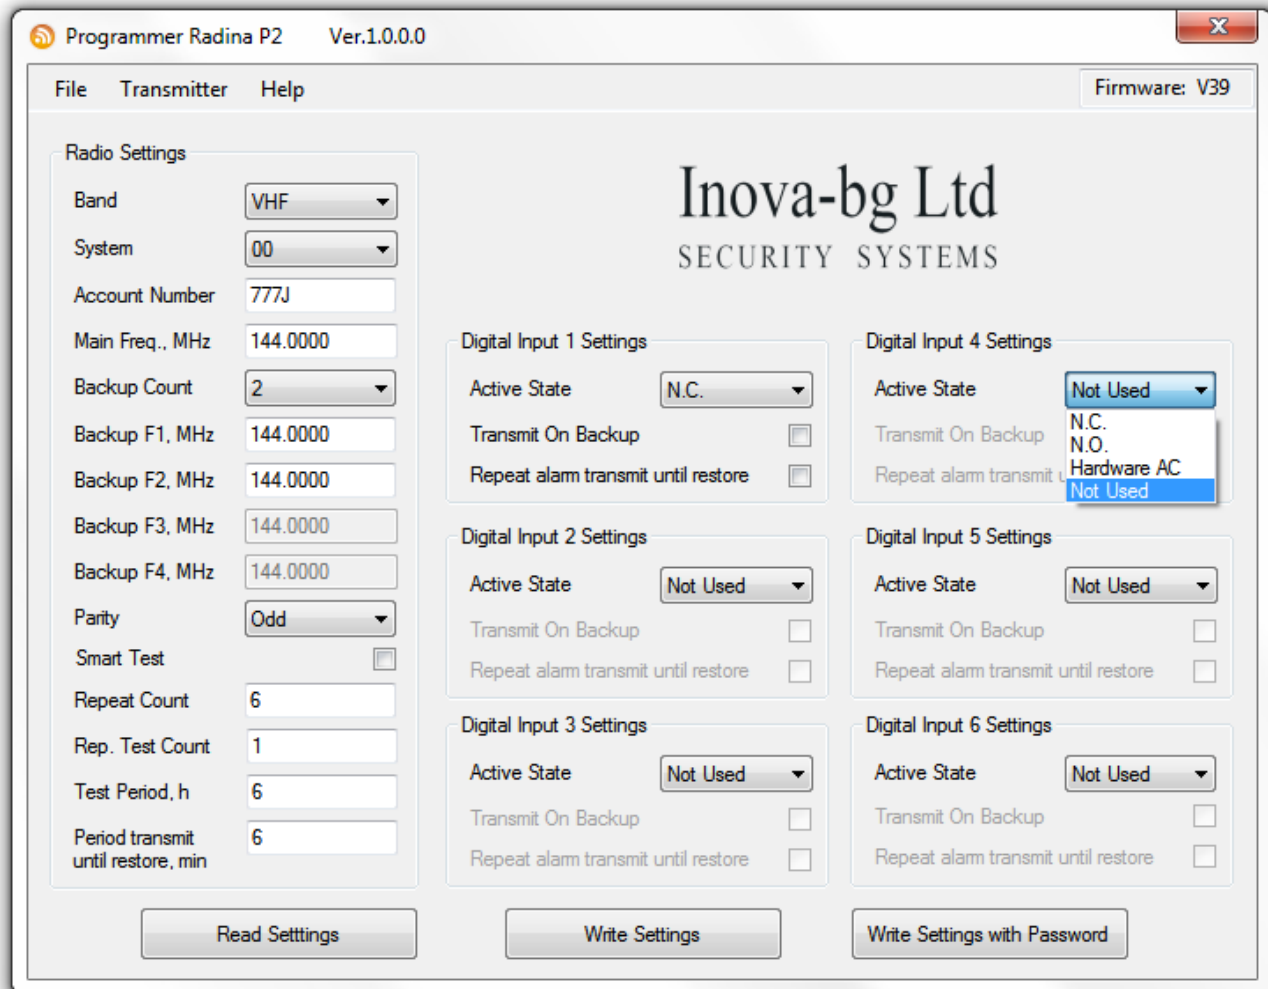 Programmer Radina P2 Ver.1.0.0.0
File Transmitter Help
Firmware: V39
Radio Settings
Band VHF
System 00
Account Number 777J
Main Freq., MHz 144.0000
Backup Count 2
Backup F1, MHz 144.0000
Backup F2, MHz 144.0000
Backup F3, MHz 144.0000
Backup F4, MHz 144.0000
Parity Odd
Smart Test
Repeat Count 6
Rep. Test Count 1
Test Period, h 6
Period transmit
until restore, min 6
Inova-bg Ltd
SECURITY SYSTEMS
Digital Input 1 Settings
Active State N.C.
Transmit On Backup
Repeat alarm transmit until restore
Digital Input 4 Settings
Active State Not Used
N.C.
Transmit On Backup
N.O.
Hardware AC
Repeat alarm transmit
Not Used
Digital Input 2 Settings
Active State Not Used
Transmit On Backup
Repeat alarm transmit until restore
Digital Input 5 Settings
Active State Not Used
Transmit On Backup
Repeat alarm transmit until restore
Digital Input 3 Settings
Active State Not Used
Transmit On Backup
Repeat alarm transmit until restore
Digital Input 6 Settings
Active State Not Used
Transmit On Backup
Repeat alarm transmit until restore
Read Setttings
Write Settings
Write Settings with Password